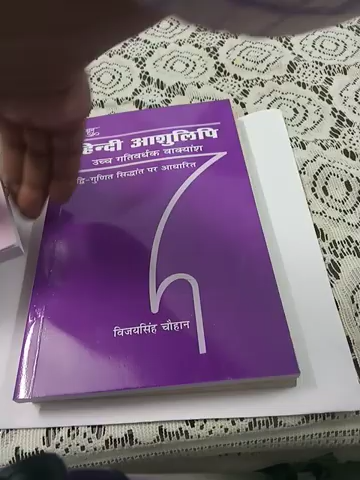 हिन्दी आशुलिपि
उच्च गतिवर्धक वाक्यांश
द्वि-गुणित सिद्धांत पर आधारित
विजयसिंह चौहान